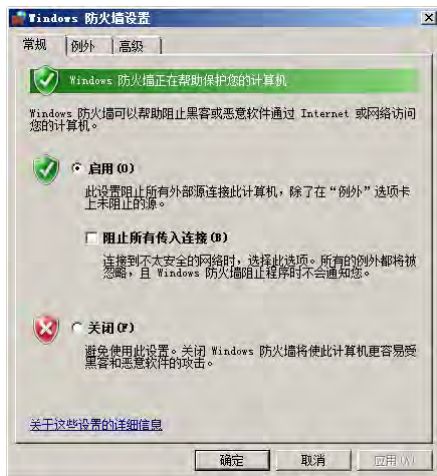 Windows 防火墙设置
常规 例外 高级
Windows 防火墙正在帮助保护您的计算机
Windows 防火墙可以帮助阻止黑客或恶意软件通过 Internet 或网络访问
您的计算机。
启用(O)
此设置阻止所有外部源连接此计算机，除了在“例外”选项卡
上未阻止的源。
阻止所有传入连接(B)
连接到不太安全的网络时，选择此选项。所有的例外都将被
忽略，且 Windows 防火墙阻止程序时不会通知您。
关闭(F)
避免使用此设置。关闭 Windows 防火墙将使此计算机更容易受
黑客和恶意软件的攻击。
关于这些设置的详细信息
确定 取消 应用(A)